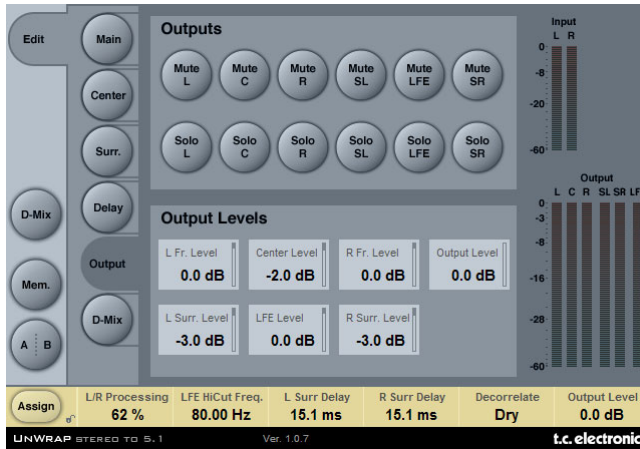 Edit
Main
Outputs
Input
L R
0
-8
-20
-60
Mute L
Mute C
Mute R
Mute SL
Mute LFE
Mute SR
Center
Solo L
Solo C
Solo R
Solo SL
Solo LFE
Solo SR
Surr.
Output
L C R SL SR LF
0
-3
-8
-16
-28
-60
D-Mix
Delay
Output Levels
L Fr. Level
0.0 dB
Center Level
-2.0 dB
R Fr. Level
0.0 dB
Output Level
0.0 dB
Output
Mem.
L Surr. Level
-3.0 dB
LFE Level
0.0 dB
R Surr. Level
-3.0 dB
D-Mix
A B
Assign
L/R Processing
62 %
LFE HiCut Freq.
80.00 Hz
L Surr Delay
15.1 ms
R Surr Delay
15.1 ms
Decorrelate
Dry
Output Level
0.0 dB
UNWRAP STEREO TO 5.1
Ver. 1.0.7
t.c. electronic